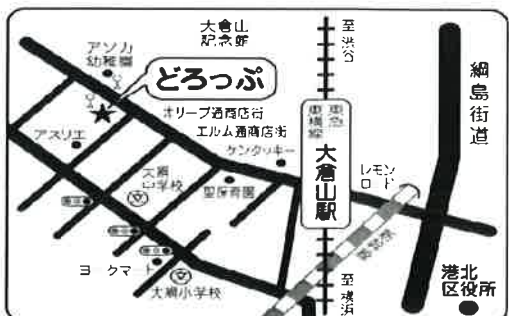 大倉山
記念館
至渋谷
アソカ
幼稚園
どろっぷ
綱島街道
オリーブ通商店街
エルム通商店街
東急
東横線
大倉山駅
アスリエ
ケンタッキー
レモン
ロード
大綱
中学校
聖保育園
ヨークマート
大綱小学校
至横浜
港北
区役所